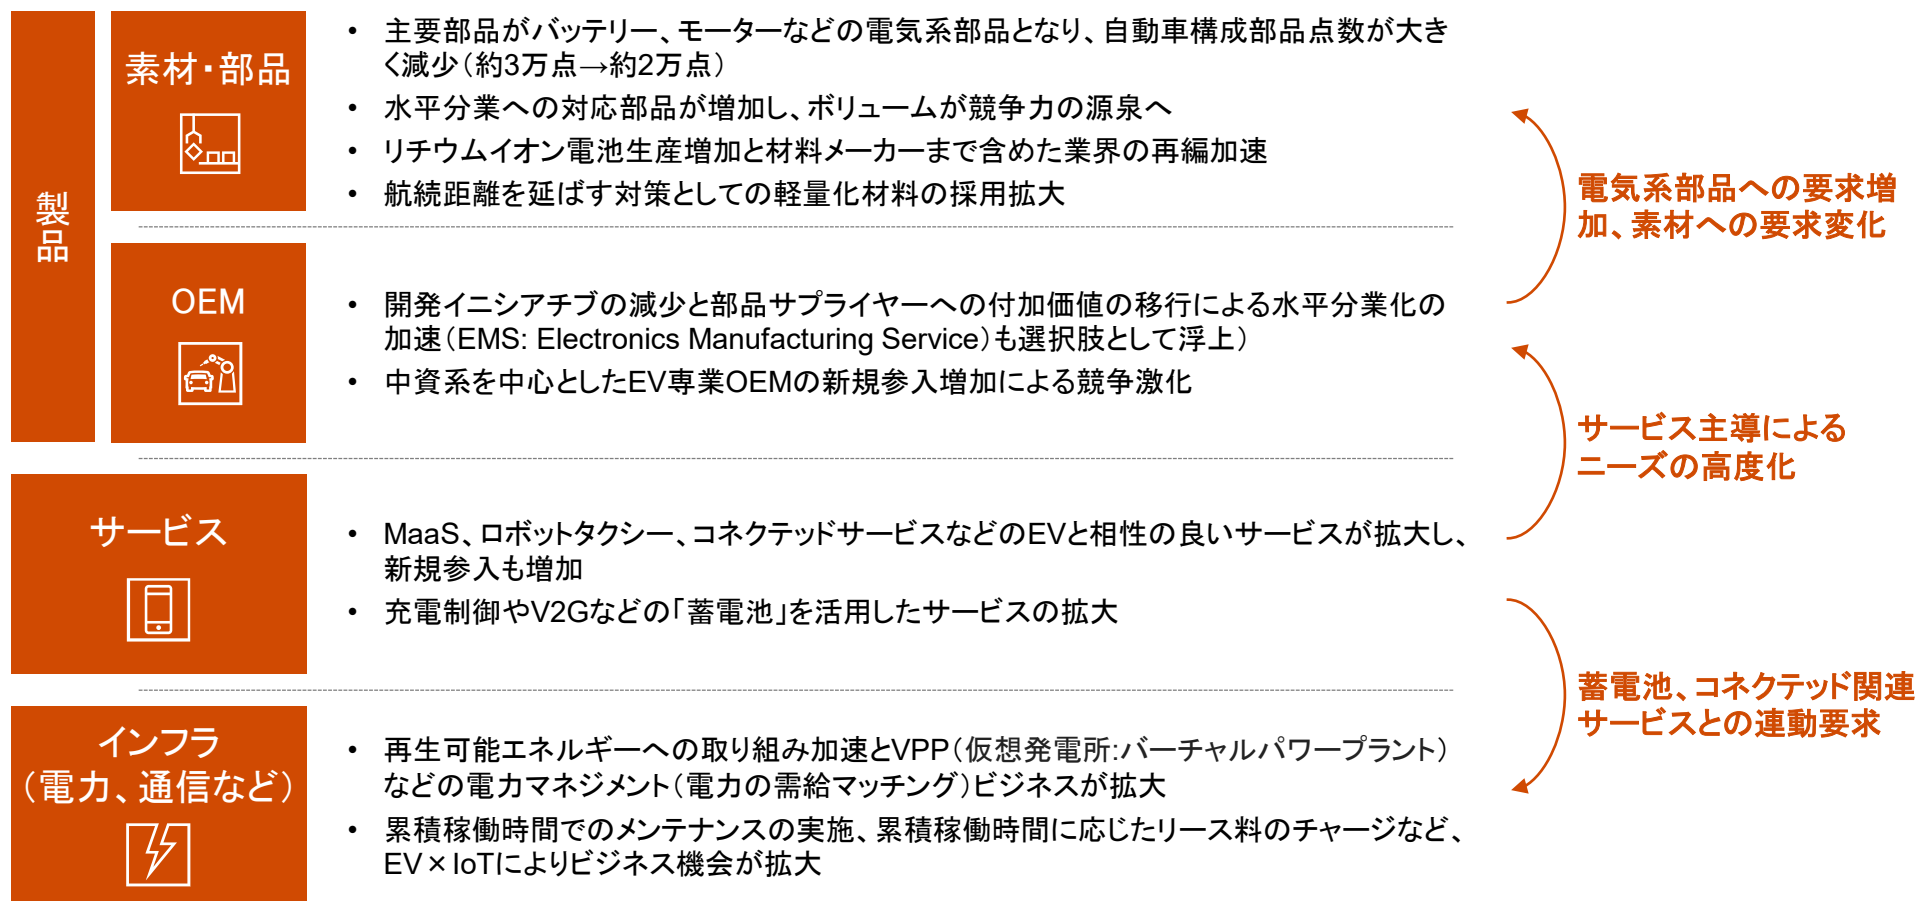 製品
素材・部品
• 主要部品がバッテリー、モーターなどの電気系部品となり、自動車構成部品点数が大き
く減少（約3万点→約2万点）
• 水平分業への対応部品が増加し、ボリュームが競争力の源泉へ
• リチウムイオン電池生産増加と材料メーカーまで含めた業界の再編加速
• 航続距離を延ばす対策としての軽量化材料の採用拡大
電気系部品への要求増
加、素材への要求変化
OEM
• 開発イニシアチブの減少と部品サプライヤーへの付加価値の移行による水平分業化の
加速（EMS: Electronics Manufacturing Service）も選択肢として浮上）
• 中資系を中心としたEV専業OEMの新規参入増加による競争激化
サービス主導による
ニーズの高度化
サービス
• MaaS、ロボットタクシー、コネクテッドサービスなどのEVと相性の良いサービスが拡大し、
新規参入も増加
• 充電制御やV2Gなどの「蓄電池」を活用したサービスの拡大
蓄電池、コネクテッド関連
サービスとの連動要求
インフラ
（電力、通信など）
• 再生可能エネルギーへの取り組み加速とVPP（仮想発電所:バーチャルパワープラント）
などの電力マネジメント（電力の需給マッチング）ビジネスが拡大
• 累積稼働時間でのメンテナンスの実施、累積稼働時間に応じたリース料のチャージなど、
EV×IoTによりビジネス機会が拡大